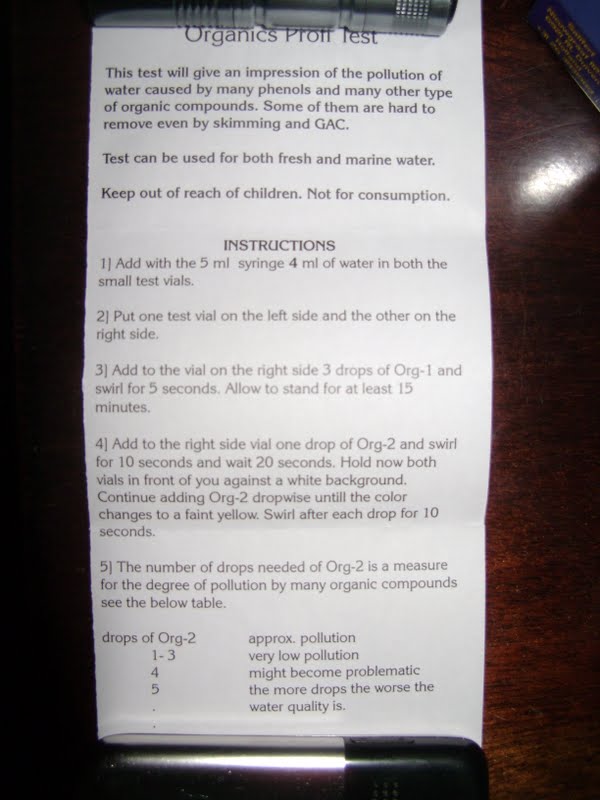 Organics Proff Test
This test will give an impression of the pollution of
water caused by many phenols and many other type
of organic compounds. Some of them are hard to
remove even by skimming and GAC.
Test can be used for both fresh and marine water.
Keep out of reach of children. Not for consumption.
INSTRUCTIONS
1] Add with the 5 ml syringe 4 ml of water in both the
small test vials.
2] Put one test vial on the left side and the other on the
right side.
3] Add to the vial on the right side 3 drops of Org-1 and
swirl for 5 seconds. Allow to stand for at least 15
minutes.
4] Add to the right side vial one drop of Org-2 and swirl
for 10 seconds and wait 20 seconds. Hold now both
vials in front of you against a white background.
Continue adding Org-2 dropwise untill the color
changes to a faint yellow. Swirl after each drop for 10
seconds.
5] The number of drops needed of Org-2 is a measure
for the degree of pollution by many organic compounds
see the below table.
drops of Org-2 approx. pollution
1- 3 very low pollution
4 might become problematic
5 the more drops the worse the
. water quality is.
.